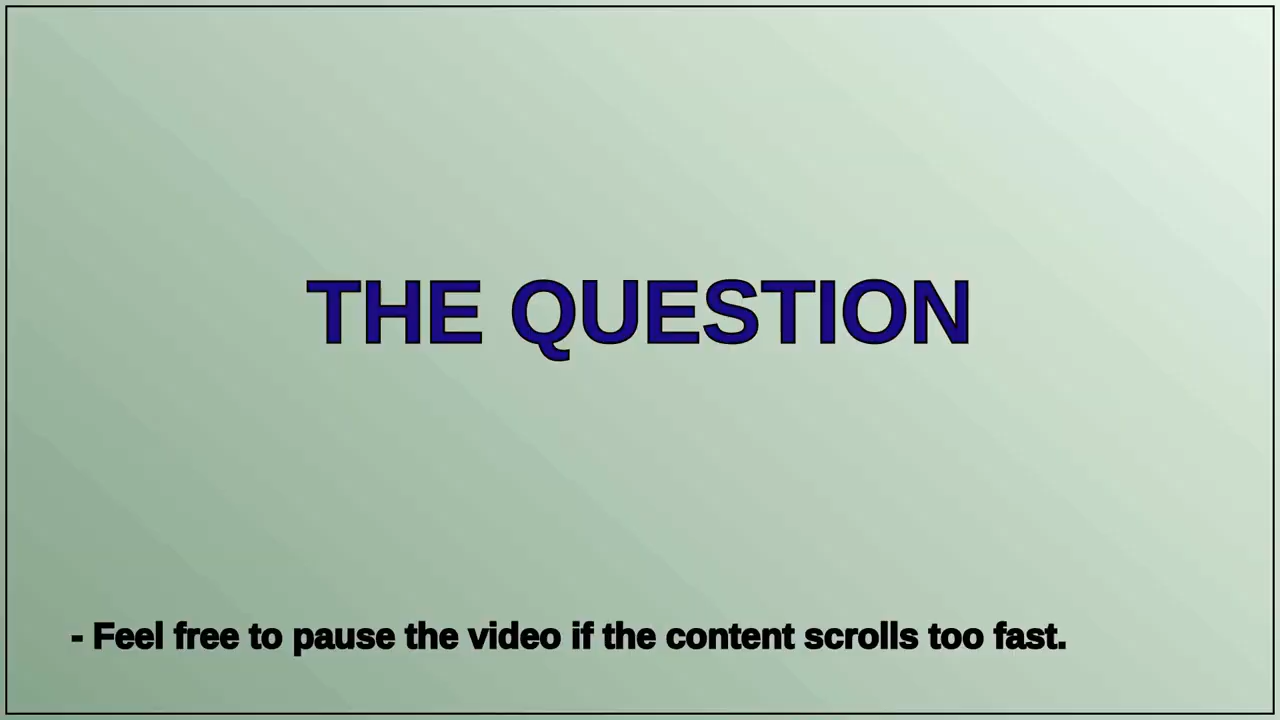 THE QUESTION
- Feel free to pause the video if the content scrolls too fast.